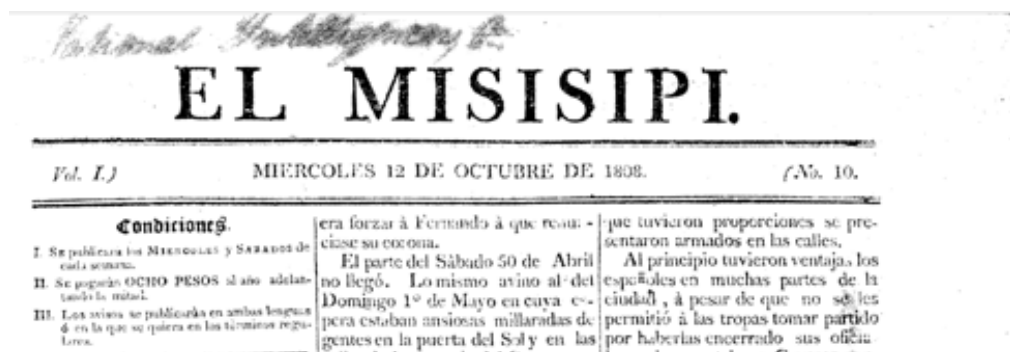 National Intelligencer
EL MISISIPI.
Vol. I.)
MIERCOLES 12 DE OCTUBRE DE 1808.
(No. 10.
Condiciones.
I. SE publicara los MIERCOLES y SABADOS de
cada semana.
II. Se pagarán OCHO PESOS al año adelan-
tando la mitad.
III. Los avisos se publicarán en ambas lenguas
ó en la que se quiera en los términos regu-
lares.
era forzar à Fernando à que renun -
ciase su corona.
El parte del Sábado 30 de Abril
no llegó. Lo mismo avino al del
Domingo 1º de Mayo en cuya es-
pera estaban ansiosas millaradas de
gentes en la puerta del Sol y en las
que tuvieron proporciones se pre-
sentaron armados en las calles.
Al principio tuvieron ventajas los
españoles en muchas partes de la
ciudad , à pesar de que no se les
permitió à las tropas tomar partido
por haberlas encerrado sus oficia-